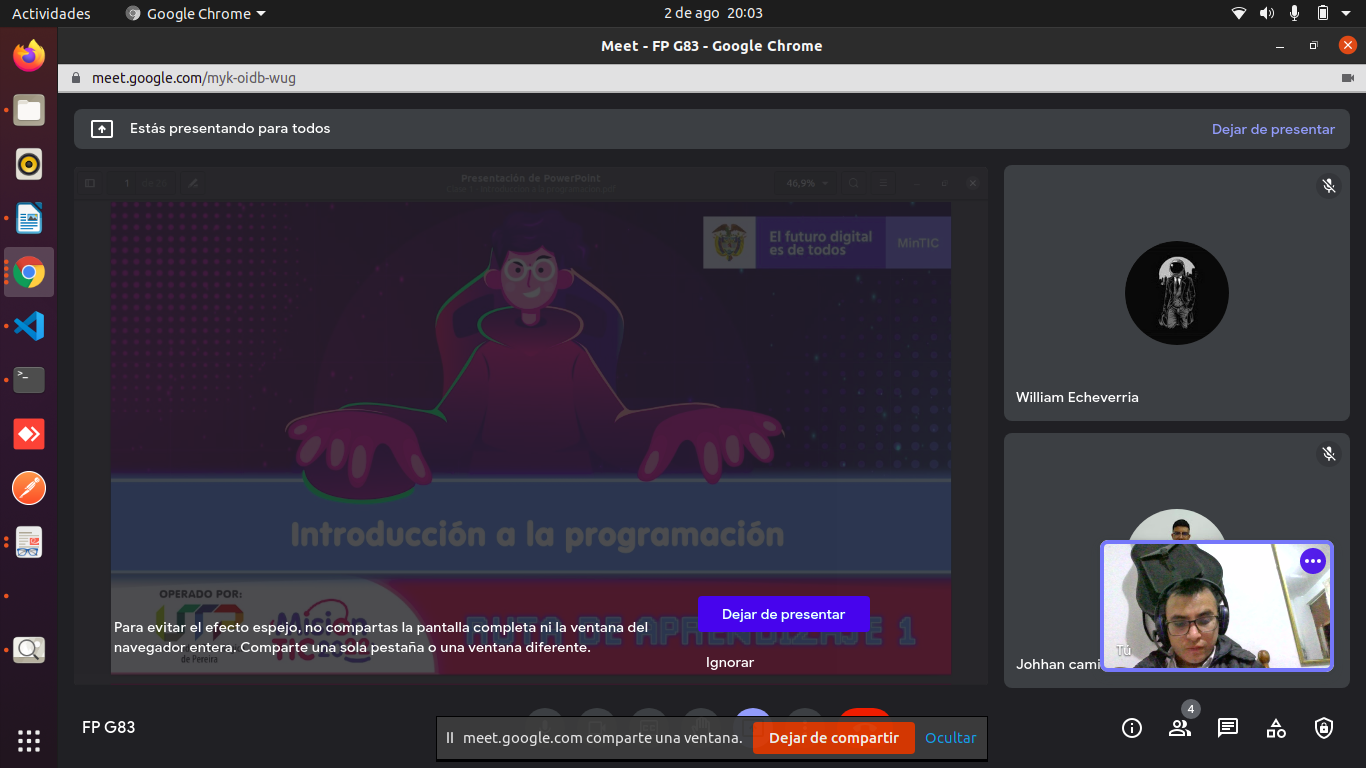 Actividades
Google Chrome
2 de ago 20:03
Meet - FP G83 - Google Chrome
meet.google.com/myk-oidb-wug
Estás presentando para todos
Dejar de presentar
1
Presentación de PowerPoint
46,9%
El futuro digital
es de todos
MinTIC
William Echeverria
Introducción a la programación
OPERADO POR:
UTP
de Pereira
Misión
TIC
RUTA DE APRENDIZAJE 1
Para evitar el efecto espejo, no compartas la pantalla completa ni la ventana del
navegador entera. Comparte una sola pestaña o una ventana diferente.
Dejar de presentar
Ignorar
Tú
Johhan cami
FP G83
meet.google.com comparte una ventana.
Dejar de compartir
Ocultar
4